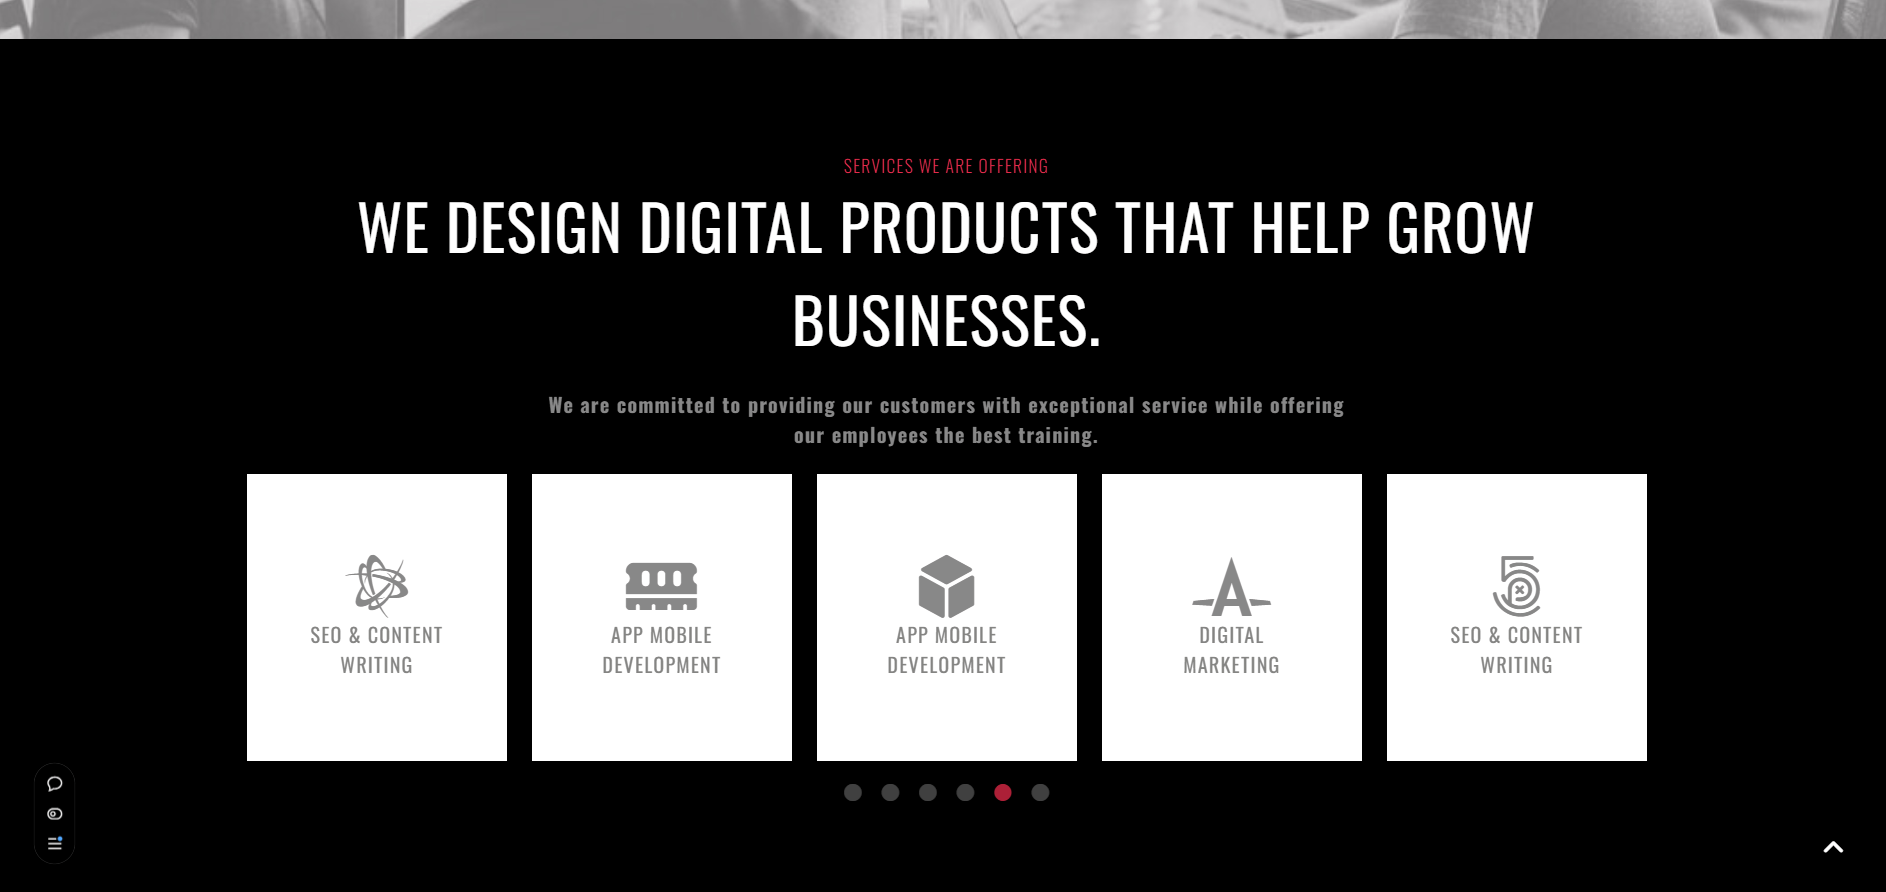 SERVICES WE ARE OFFERING
WE DESIGN DIGITAL PRODUCTS THAT HELP GROW
BUSINESSES.
We are committed to providing our customers with exceptional service while offering
our employees the best training.
SEO & CONTENT
WRITING
APP MOBILE
DEVELOPMENT
APP MOBILE
DEVELOPMENT
DIGITAL
MARKETING
SEO & CONTENT
WRITING